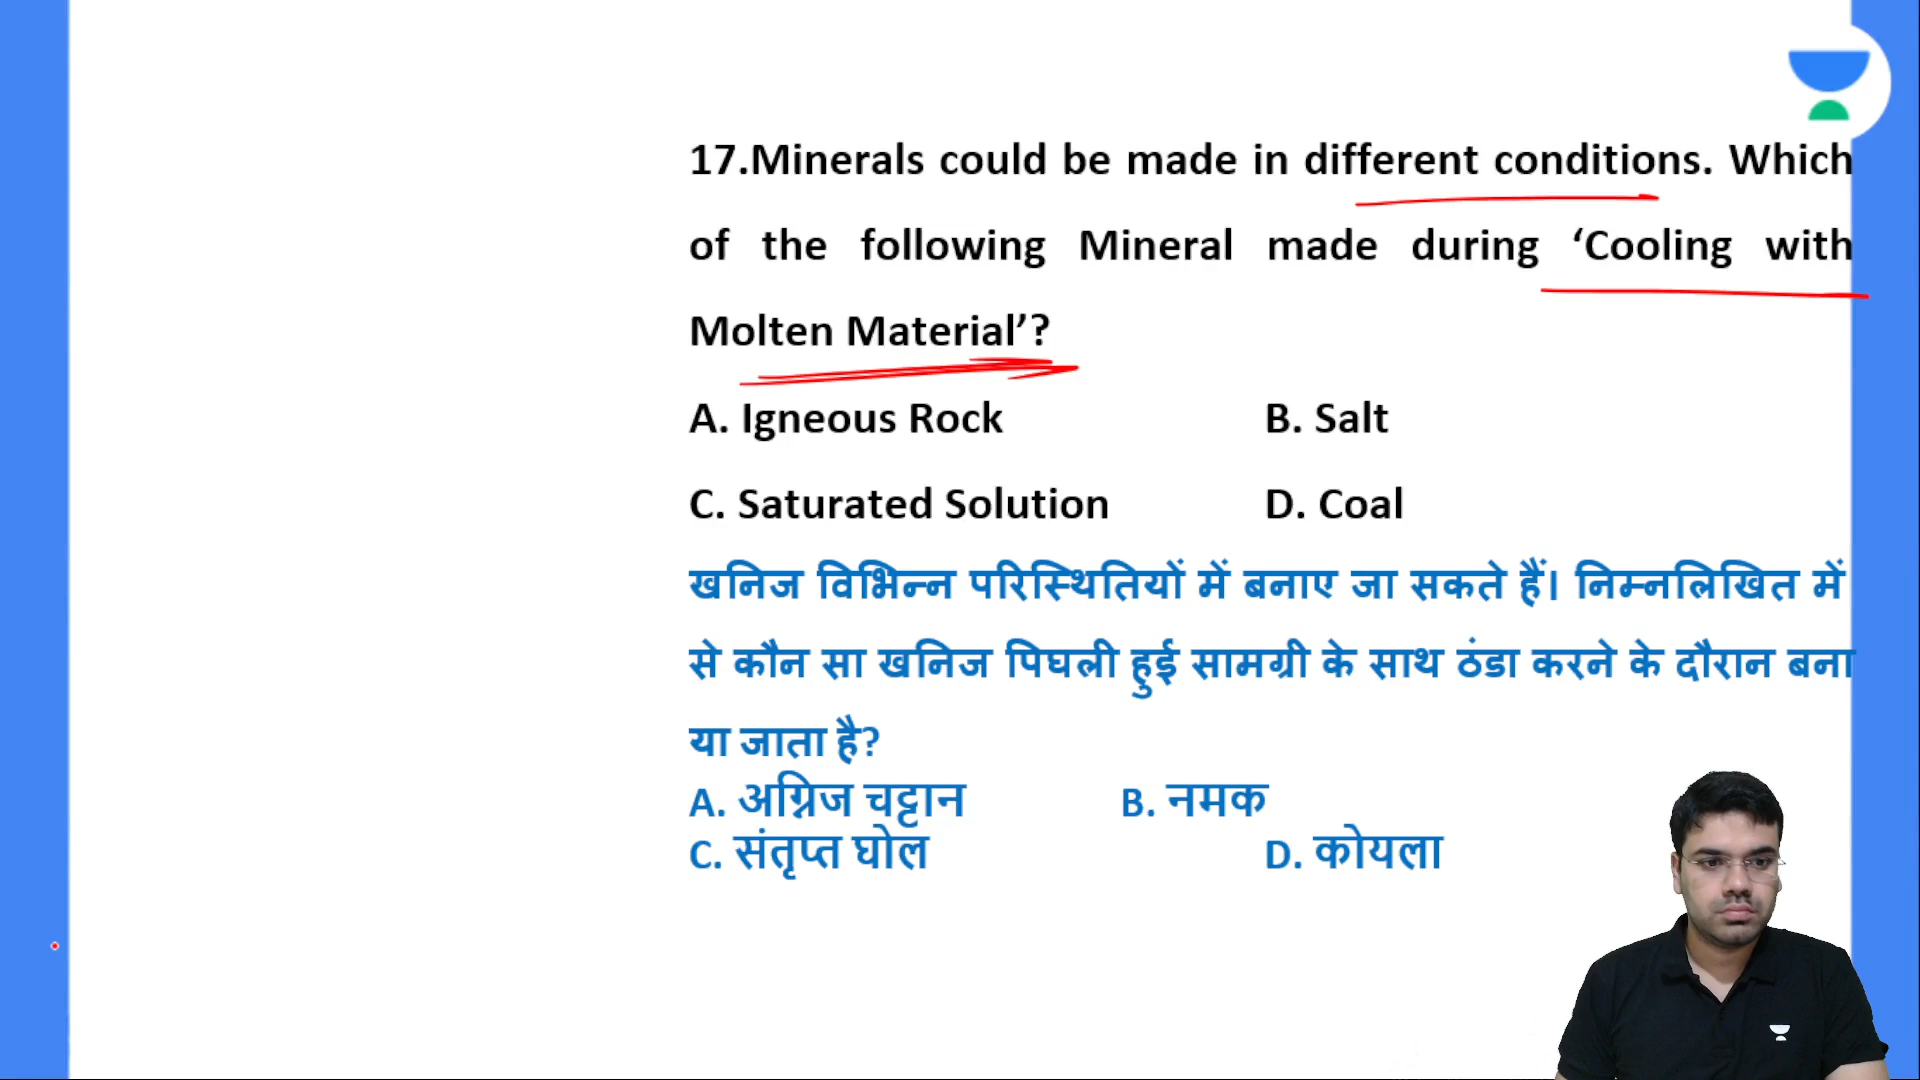 17.Minerals could be made in different conditions. Which
of the following Mineral made during ‘Cooling with
Molten Material’?
A. Igneous Rock B. Salt
C. Saturated Solution D. Coal
खनिज विभिन्न परिस्थितियों में बनाए जा सकते हैं। निम्नलिखित में
से कौन सा खनिज पिघली हुई सामग्री के साथ ठंडा करने के दौरान बना
या जाता है?
A. अग्निज चट्टान B. नमक
C. संतृप्त घोल D. कोयला